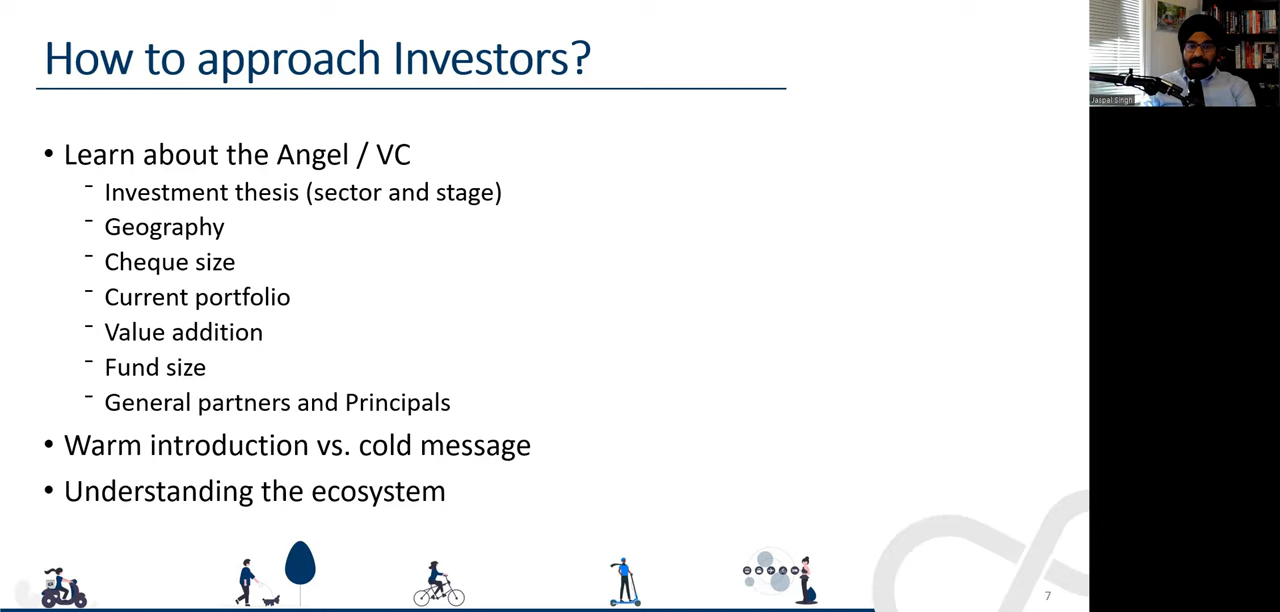 How to approach Investors?
• Learn about the Angel / VC
- Investment thesis (sector and stage)
- Geography
- Cheque size
- Current portfolio
- Value addition
- Fund size
- General partners and Principals
• Warm introduction vs. cold message
• Understanding the ecosystem
7
Jaspal Singh